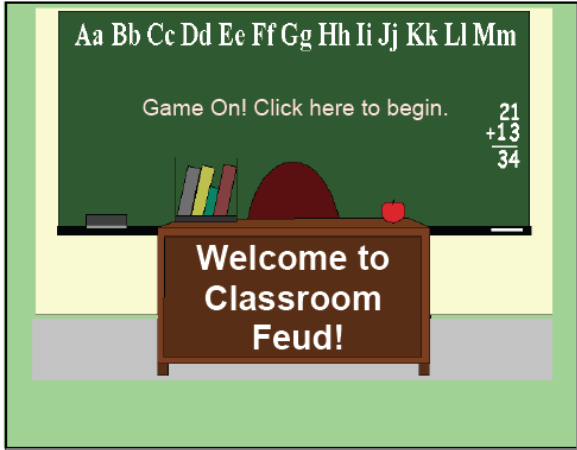 Aa Bb Cc Dd Ee Ff Gg Hh Ii Jj Kk Ll Mm
Game On! Click here to begin.
21
+13
34
Welcome to
Classroom
Feud!